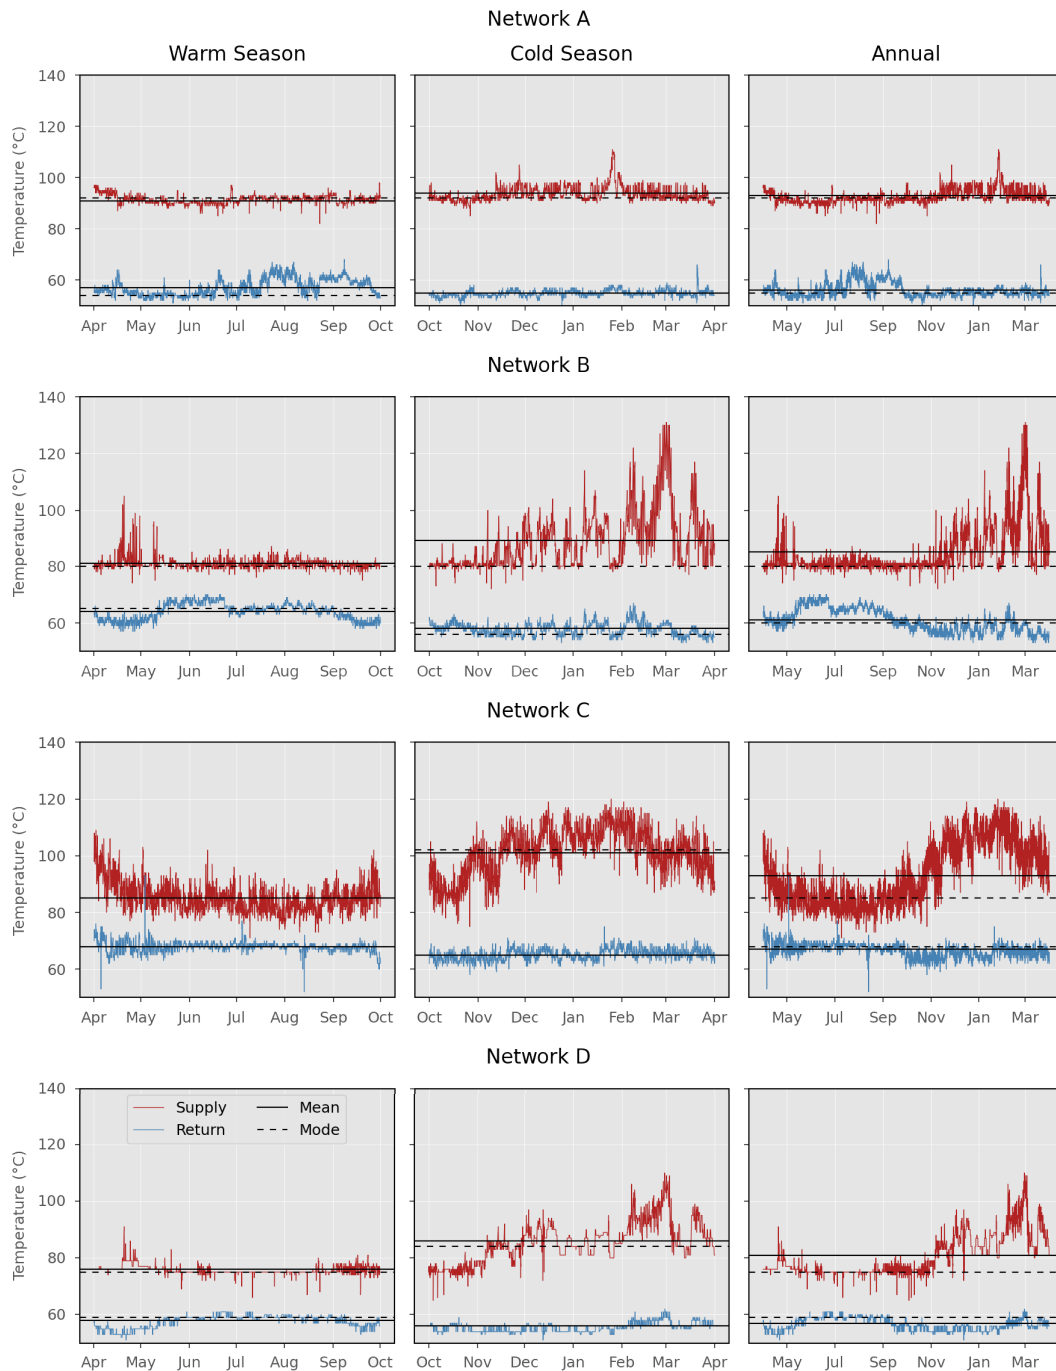 Network A
Warm Season Cold Season Annual
Temperature (°C)
140
120
100
80
60
Apr May Jun Jul Aug Sep Oct
Oct Nov Dec Jan Feb Mar Apr
May Jul Sep Nov Jan Mar
Network B
Temperature (°C)
140
120
100
80
60
Apr May Jun Jul Aug Sep Oct
Oct Nov Dec Jan Feb Mar Apr
May Jul Sep Nov Jan Mar
Network C
Temperature (°C)
140
120
100
80
60
Apr May Jun Jul Aug Sep Oct
Oct Nov Dec Jan Feb Mar Apr
May Jul Sep Nov Jan Mar
Network D
Temperature (°C)
140
120
100
80
60
Supply Mean
Return Mode
Apr May Jun Jul Aug Sep Oct
Oct Nov Dec Jan Feb Mar Apr
May Jul Sep Nov Jan Mar